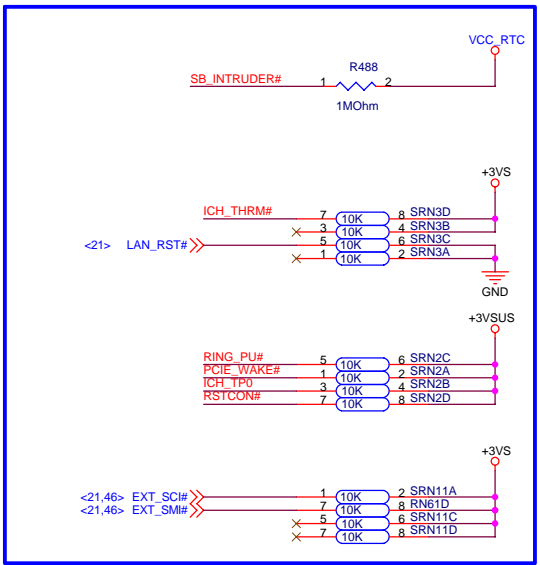 VCC_RTC
R488
SB_INTRUDER# 1 2
1MOhm
+3VS
ICH_THRM# 7 10K 8 SRN3D
3 10K 4 SRN3B
<21> LAN_RST# 5 10K 6 SRN3C
1 10K 2 SRN3A
GND
+3VSUS
RING_PU# 5 10K 6 SRN2C
PCIE_WAKE# 1 10K 2 SRN2A
ICH_TP0 3 10K 4 SRN2B
RSTCON# 7 10K 8 SRN2D
+3VS
<21,46> EXT_SCI# 1 10K 2 SRN11A
<21,46> EXT_SMI# 7 10K 8 RN61D
5 10K 6 SRN11C
7 10K 8 SRN11D